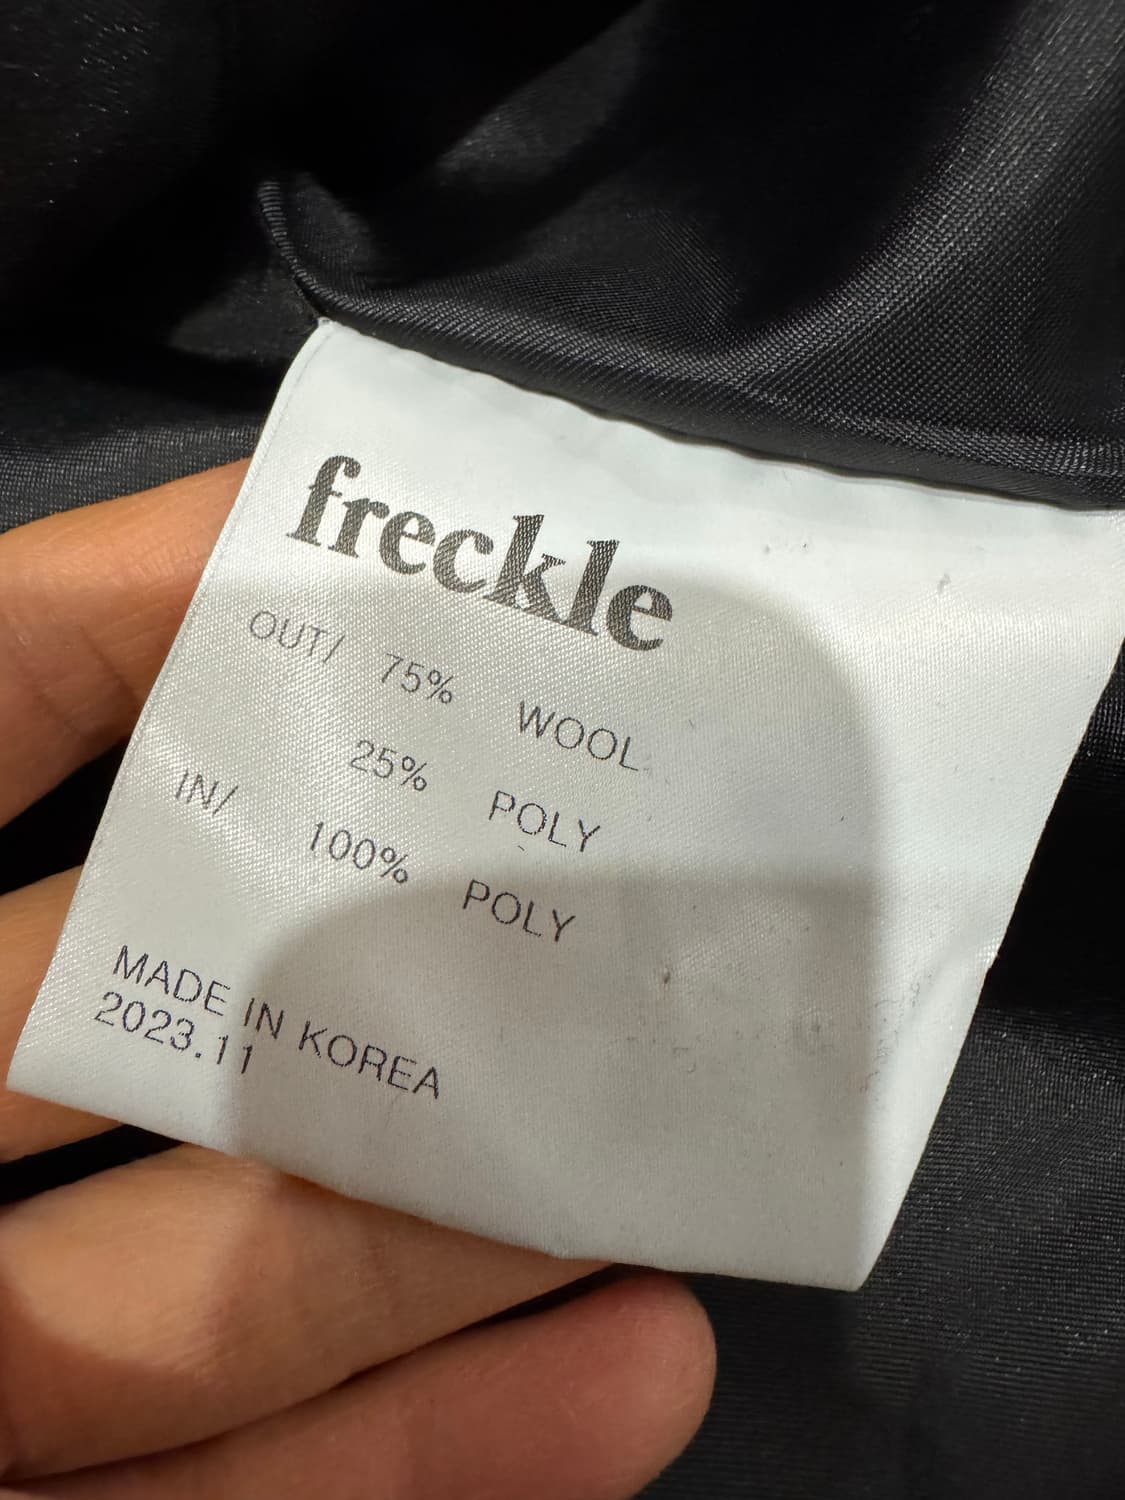 freckle
OUT/ 75% WOOL
25% POLY
IN/ 100% POLY
MADE IN KOREA
2023.11